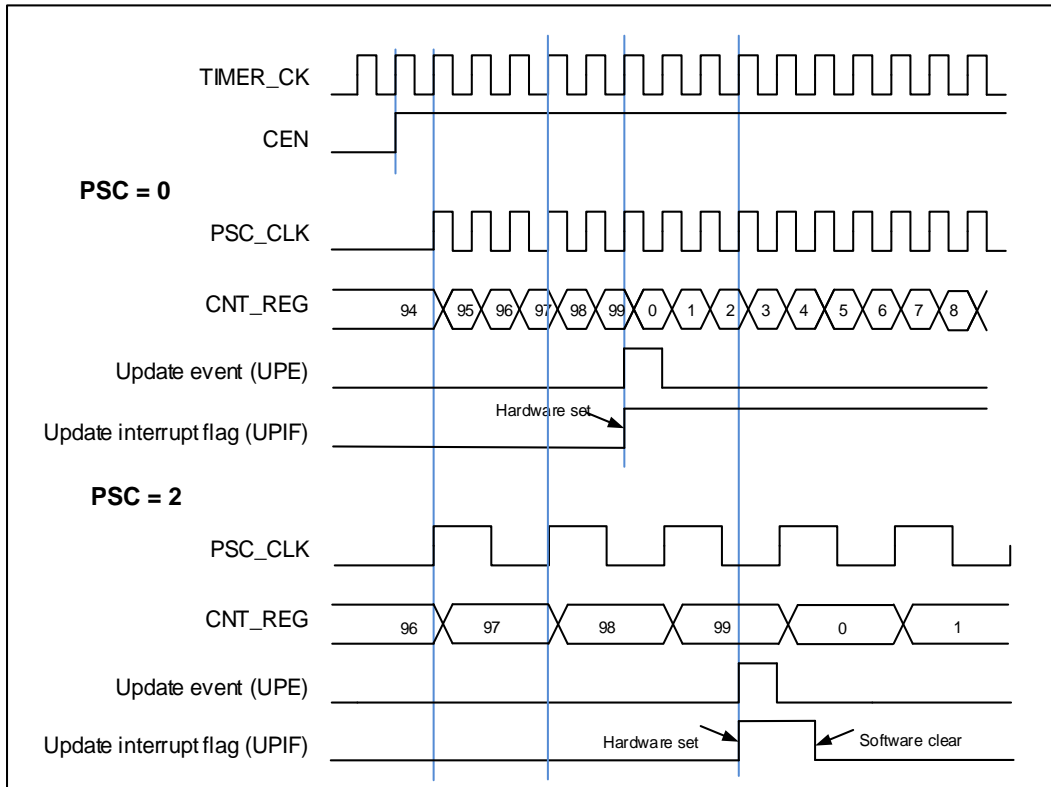 TIMER_CK
CEN
PSC = 0
PSC_CLK
CNT_REG 94 95 96 97 98 99 0 1 2 3 4 5 6 7 8
Update event (UPE)
Hardware set
Update interrupt flag (UPIF)
PSC = 2
PSC_CLK
CNT_REG 96 97 98 99 0 1
Update event (UPE)
Update interrupt flag (UPIF) Hardware set Software clear